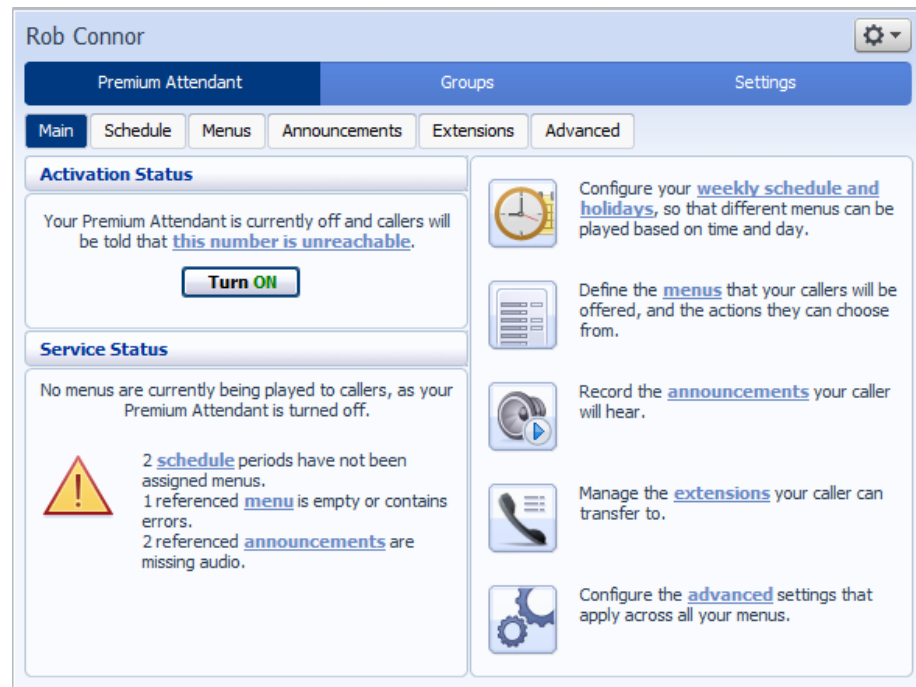 Rob Connor
Premium Attendant
Groups
Settings
Main
Schedule
Menus
Announcements
Extensions
Advanced
Activation Status
Your Premium Attendant is currently off and callers will
be told that this number is unreachable.
Turn ON
Service Status
No menus are currently being played to callers, as your
Premium Attendant is turned off.
2 schedule periods have not been
assigned menus.
1 referenced menu is empty or contains
errors.
2 referenced announcements are
missing audio.
Configure your weekly schedule and
holidays, so that different menus can be
played based on time and day.
Define the menus that your callers will be
offered, and the actions they can choose
from.
Record the announcements your caller
will hear.
Manage the extensions your caller can
transfer to.
Configure the advanced settings that
apply across all your menus.